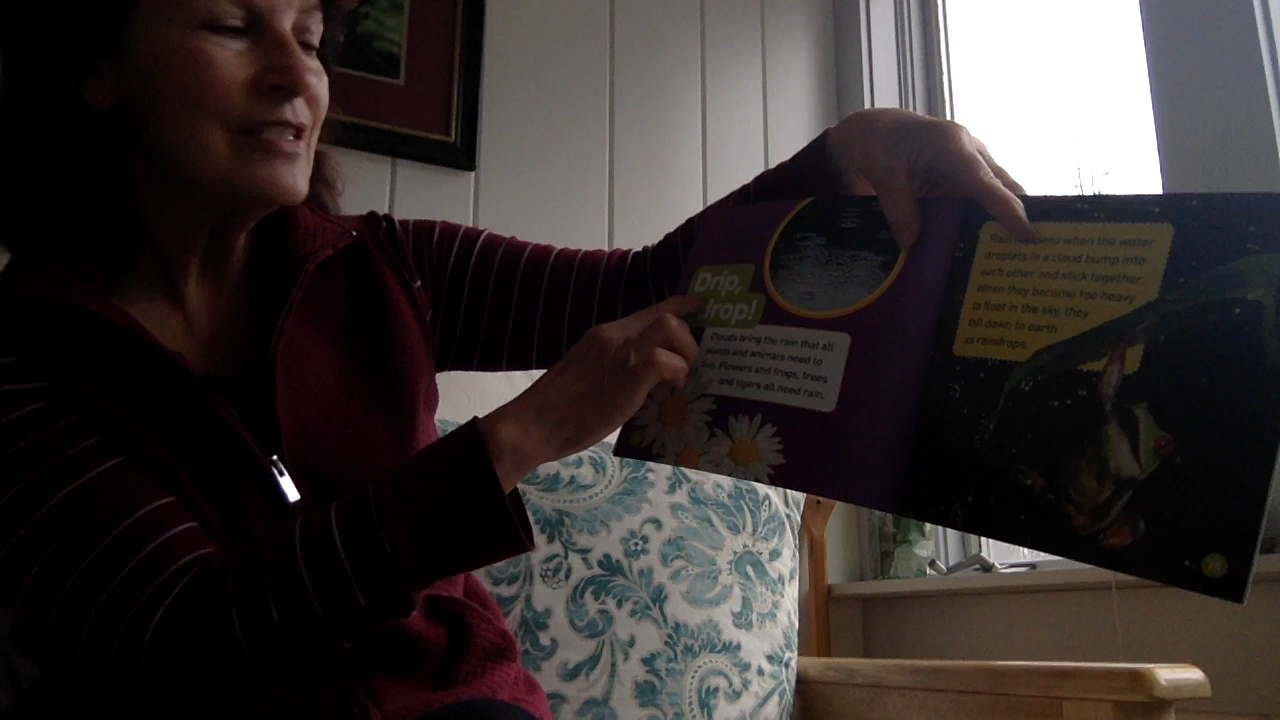 Drip,
drop!
Clouds bring the rain that all
plants and animals need to
live. Flowers and frogs, trees
and tigers all need rain.
Rain happens when the water
droplets in a cloud bump into
each other and stick together.
When they become too heavy
to float in the sky, they
fall down to earth
as raindrops.